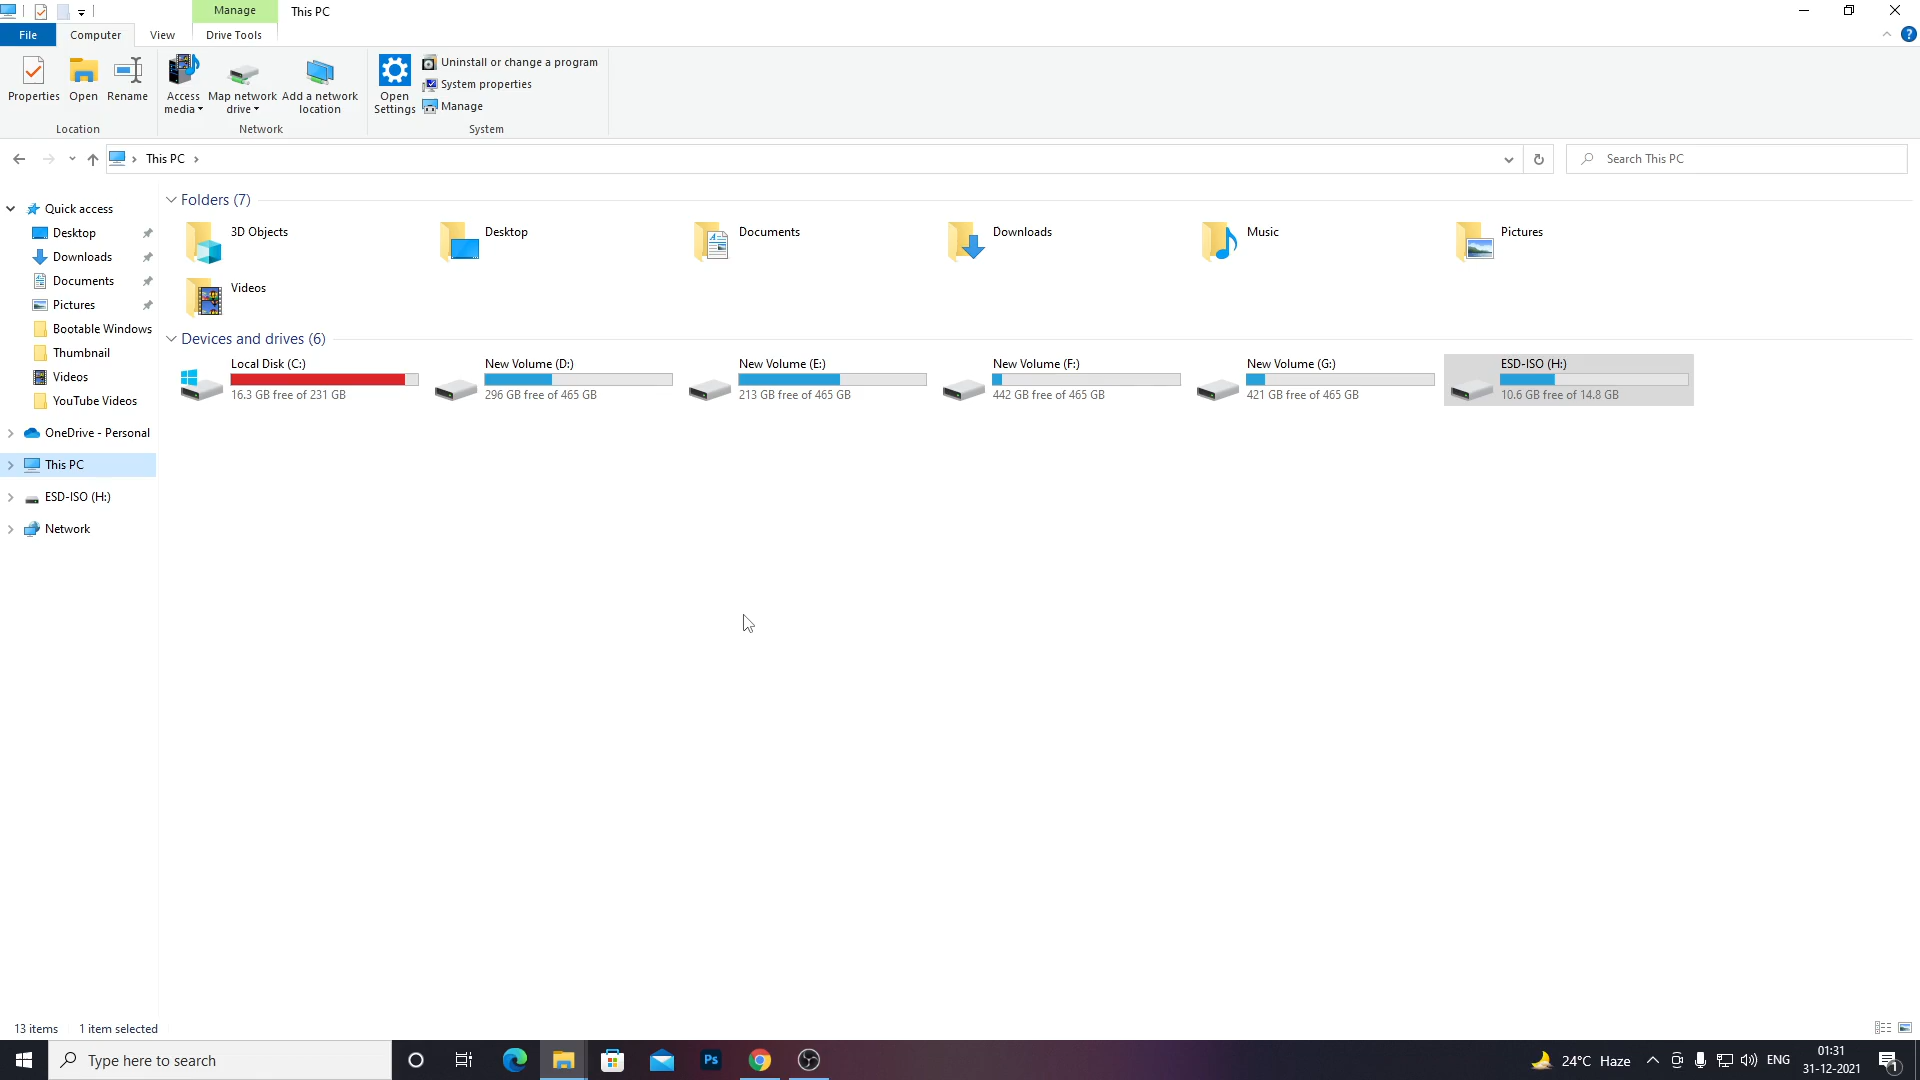 Manage
This PC
File
Computer
View
Drive Tools
Properties
Open
Rename
Access media
Map network drive
Add a network location
Open Settings
Uninstall or change a program
System properties
Manage
Location
Network
System
This PC
Search This PC
Quick access
Desktop
Downloads
Documents
Pictures
Bootable Windows
Thumbnail
Videos
YouTube Videos
OneDrive - Personal
This PC
ESD-ISO (H:)
Network
Folders (7)
3D Objects
Desktop
Documents
Downloads
Music
Pictures
Videos
Devices and drives (6)
Local Disk (C:)
16.3 GB free of 231 GB
New Volume (D:)
296 GB free of 465 GB
New Volume (E:)
213 GB free of 465 GB
New Volume (F:)
442 GB free of 465 GB
New Volume (G:)
421 GB free of 465 GB
ESD-ISO (H:)
10.6 GB free of 14.8 GB
13 items
1 item selected
Type here to search
Ps
24°C Haze
ENG
01:31
31-12-2021
1